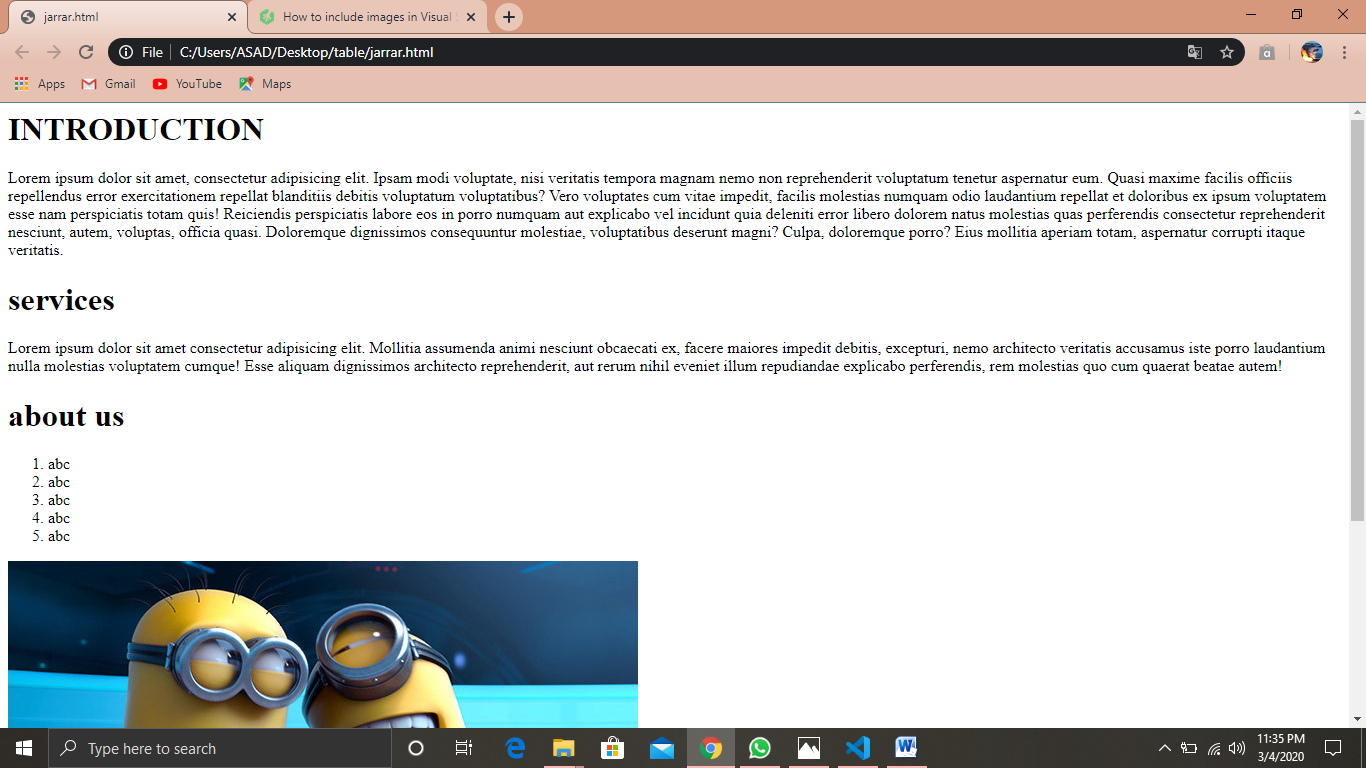 jarrar.html
How to include images in Visual
File
C:/Users/ASAD/Desktop/table/jarrar.html
a
Apps
Gmail
YouTube
Maps
INTRODUCTION
Lorem ipsum dolor sit amet, consectetur adipisicing elit. Ipsam modi voluptate, nisi veritatis tempora magnam nemo non reprehenderit voluptatum tenetur aspernatur eum. Quasi maxime facilis officiis
repellendus error exercitationem repellat blanditiis debitis voluptatum voluptatibus? Vero voluptates cum vitae impedit, facilis molestias numquam odio laudantium repellat et doloribus ex ipsum voluptatem
esse nam perspiciatis totam quis! Reiciendis perspiciatis labore eos in porro numquam aut explicabo vel incidunt quia deleniti error libero dolorem natus molestias quas perferendis consectetur reprehenderit
nesciunt, autem, voluptas, officia quasi. Doloremque dignissimos consequuntur molestiae, voluptatibus deserunt magni? Culpa, doloremque porro? Eius mollitia aperiam totam, aspernatur corrupti itaque
veritatis.
services
Lorem ipsum dolor sit amet consectetur adipisicing elit. Mollitia assumenda animi nesciunt obcaecati ex, facere maiores impedit debitis, excepturi, nemo architecto veritatis accusamus iste porro laudantium
nulla molestias voluptatem cumque! Esse aliquam dignissimos architecto reprehenderit, aut rerum nihil eveniet illum repudiandae explicabo perferendis, rem molestias quo cum quaerat beatae autem!
about us
1. abc
2. abc
3. abc
4. abc
5. abc
Type here to search
11:35 PM
3/4/2020